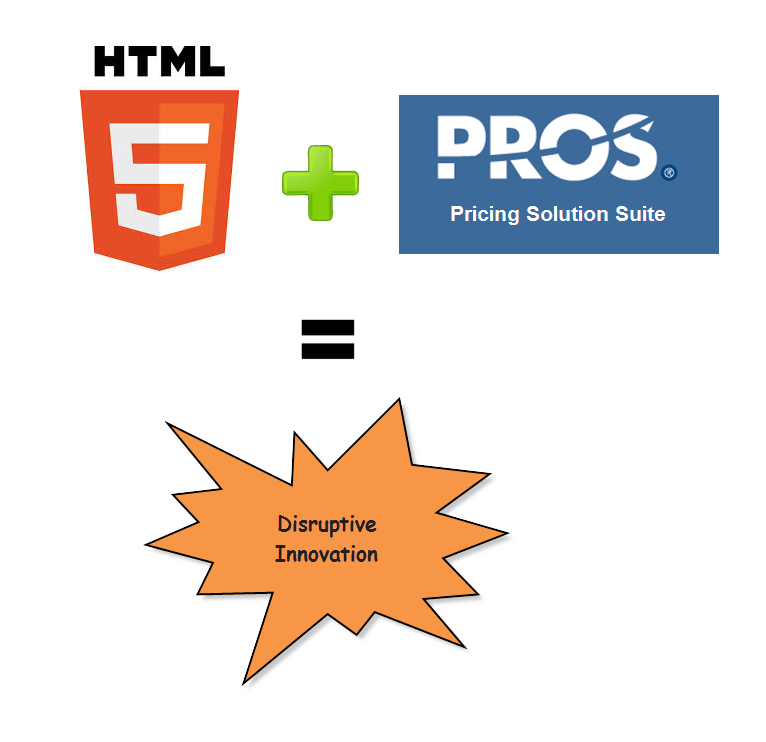 HTML
5
PROS®
Pricing Solution Suite
Disruptive
Innovation